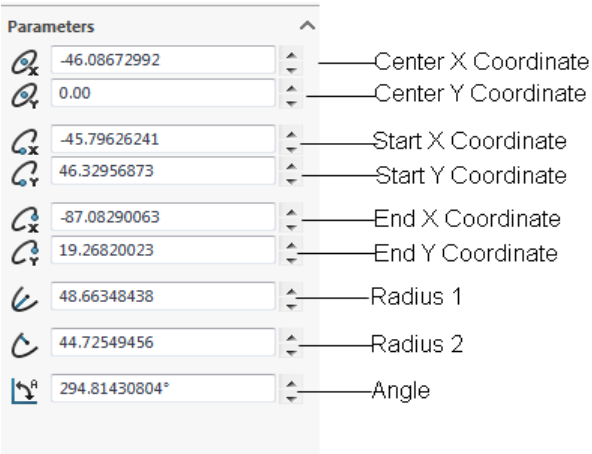 Parameters
-46.08672992 Center X Coordinate
0.00 Center Y Coordinate
-45.79626241 Start X Coordinate
46.32956873 Start Y Coordinate
-87.08290063 End X Coordinate
19.26820023 End Y Coordinate
48.66348438 Radius 1
44.72549456 Radius 2
294.81430804° Angle